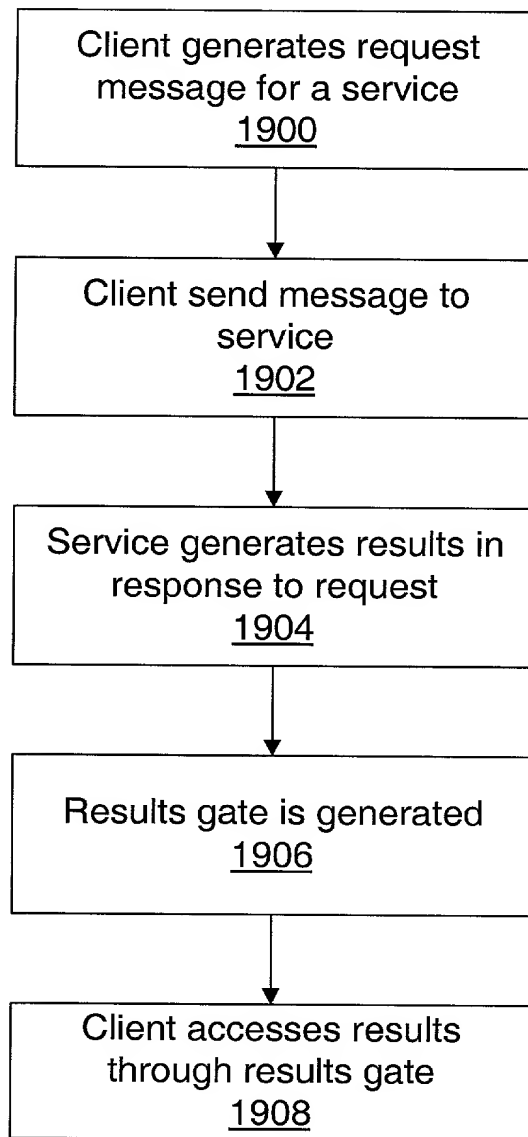 Client generates request
message for a service
1900
Client send message to
service
1902
Service generates results in
response to request
1904
Results gate is generated
1906
Client accesses results
through results gate
1908